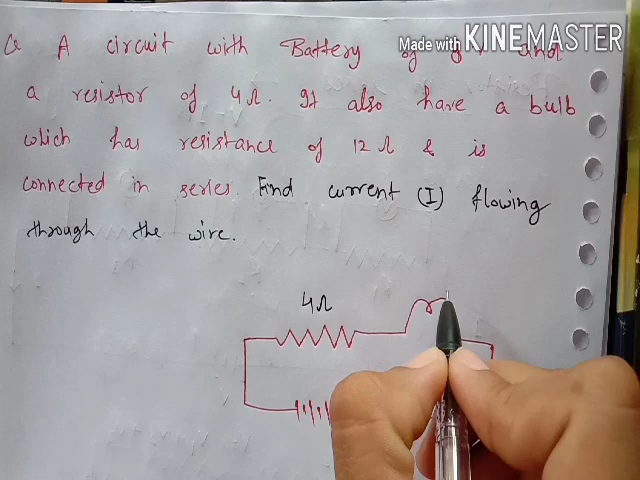 Made with KINEMASTER
Q A circuit with Battery of and
a resistor of 4Ω. It also have a bulb
which has resistance of 12 Ω & is
connected in series. Find current (I) flowing
through the wire.
4Ω